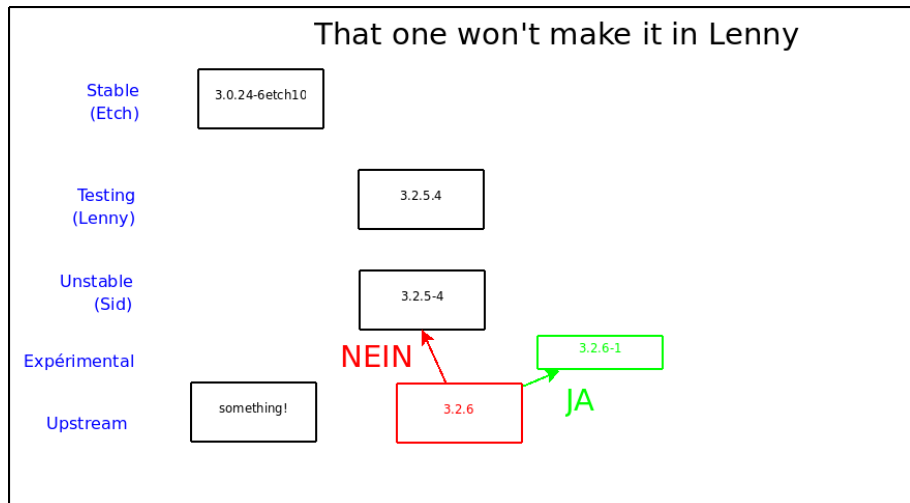 That one won't make it in Lenny
Stable
(Etch)
3.0.24-6etch10
Testing
(Lenny)
3.2.5.4
Unstable
(Sid)
3.2.5-4
NEIN
3.2.6-1
Expérimental
JA
something!
3.2.6
Upstream